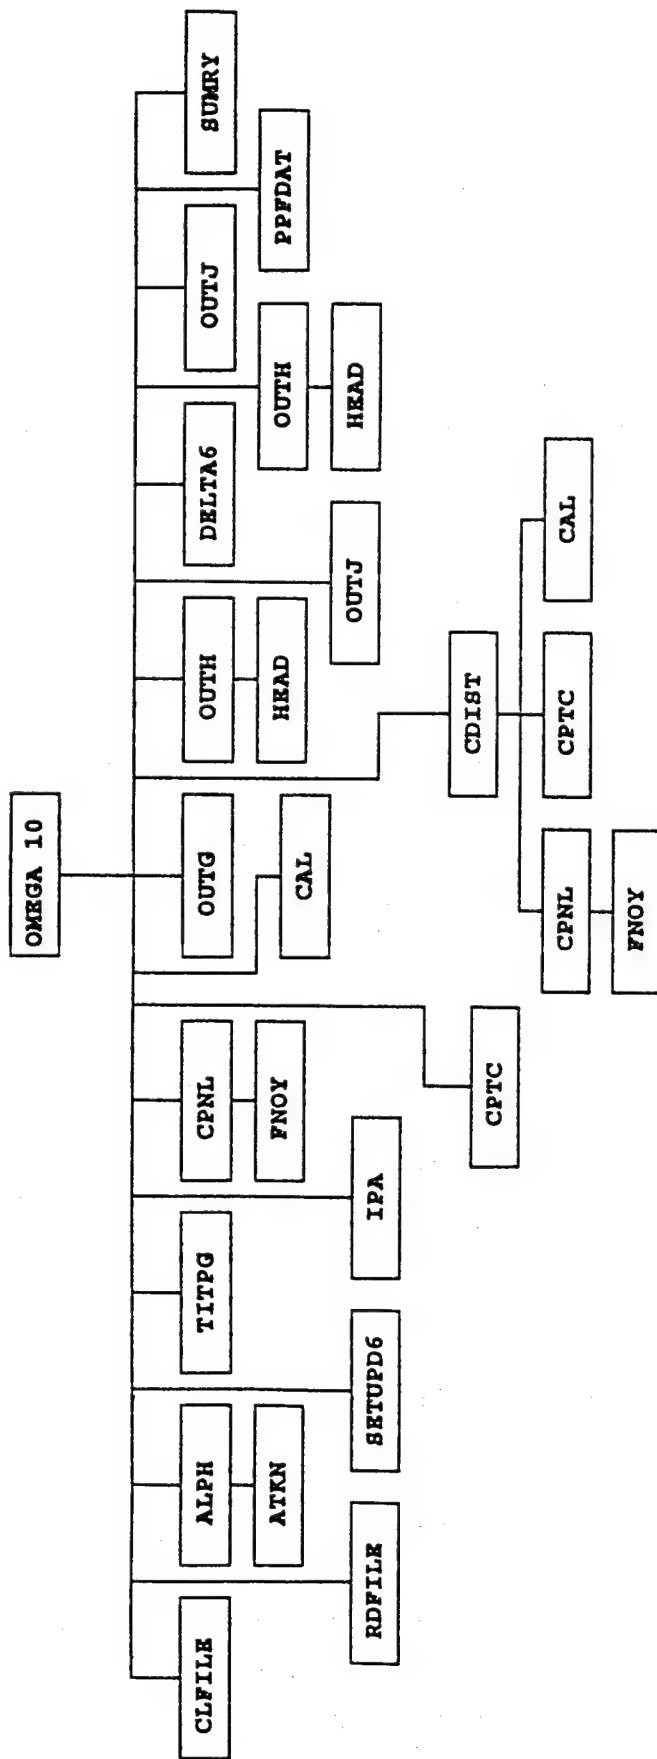 OMEGA 10
CLFILE
ALPH
TITPG
CPNL
OUTG
OUTH
DELTA6
OUTJ
SUMRY
ATKN
FNOY
CAL
HEAD
OUTH
PPFDAT
RDFILE
SETUPD6
IPA
OUTJ
HEAD
CPTC
CDIST
CPNL
CPTC
CAL
FNOY